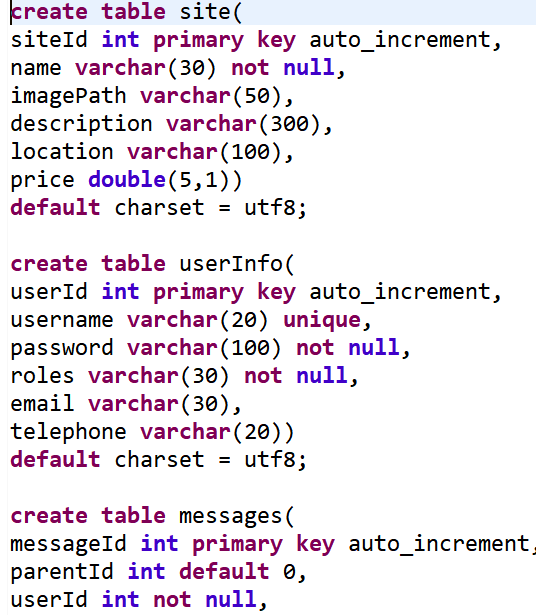 create table site(
siteId int primary key auto_increment,
name varchar(30) not null,
imagePath varchar(50),
description varchar(300),
location varchar(100),
price double(5,1))
default charset = utf8;
create table userInfo(
userId int primary key auto_increment,
username varchar(20) unique,
password varchar(100) not null,
roles varchar(30) not null,
email varchar(30),
telephone varchar(20))
default charset = utf8;
create table messages(
messageId int primary key auto_increment,
parentId int default 0,
userId int not null,